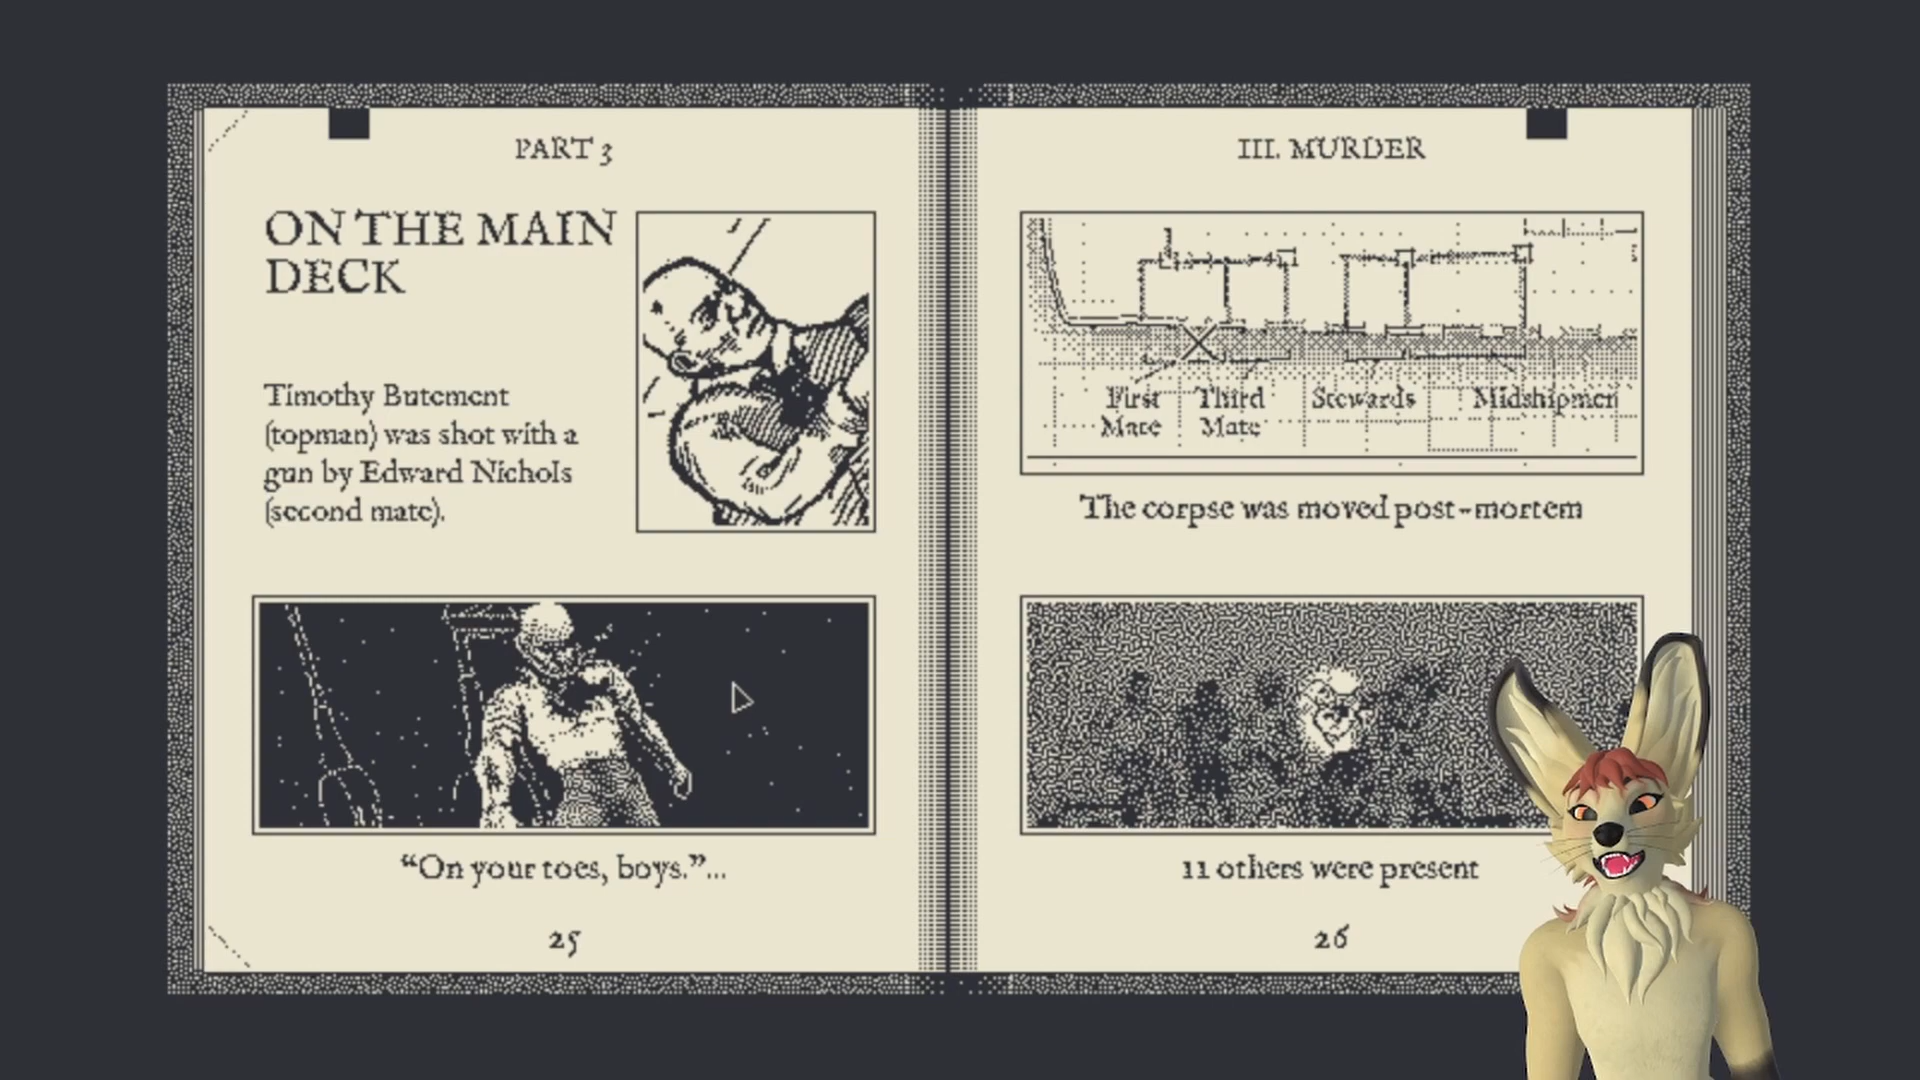 PART 3
ON THE MAIN
DECK
Timothy Butement
(topman) was shot with a
gun by Edward Nichols
(second mate).
“On your toes, boys.”...
25
III. MURDER
First Third Stewards Midshipmen
Mate Mate
The corpse was moved post-mortem
11 others were present
26